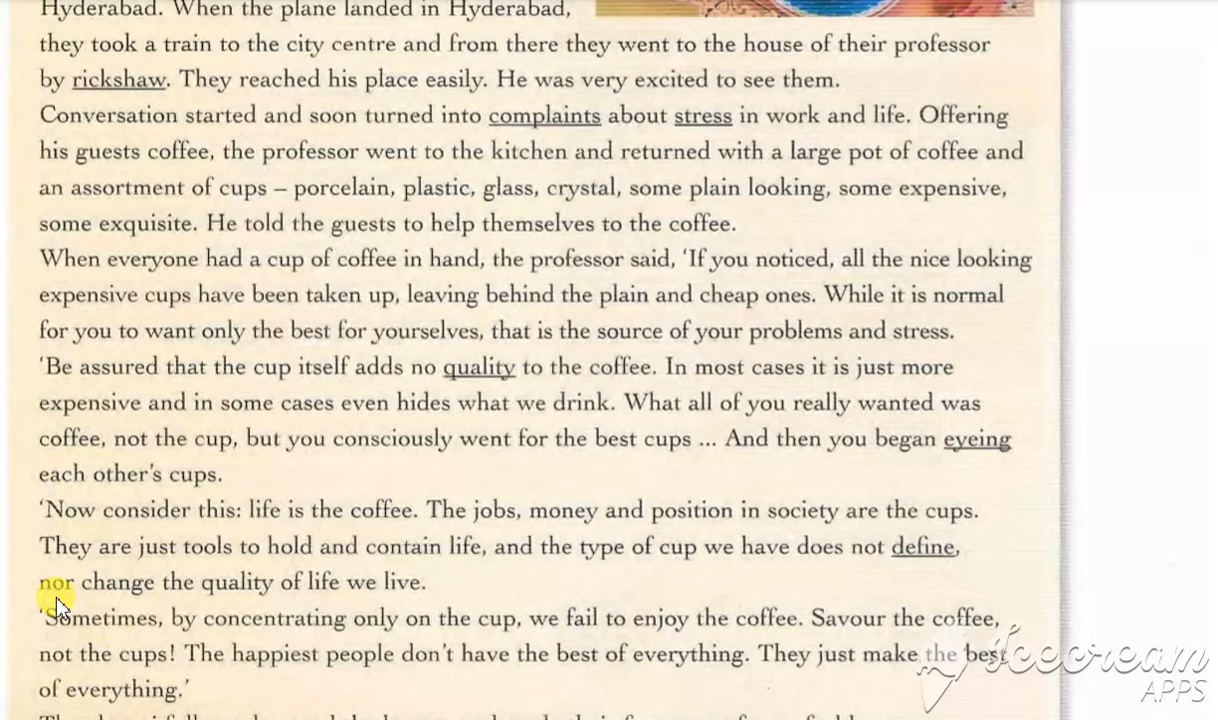 Hyderabad. When the plane landed in Hyderabad,
they took a train to the city centre and from there they went to the house of their professor
by rickshaw. They reached his place easily. He was very excited to see them.
Conversation started and soon turned into complaints about stress in work and life. Offering
his guests coffee, the professor went to the kitchen and returned with a large pot of coffee and
an assortment of cups – porcelain, plastic, glass, crystal, some plain looking, some expensive,
some exquisite. He told the guests to help themselves to the coffee.
When everyone had a cup of coffee in hand, the professor said, ‘If you noticed, all the nice looking
expensive cups have been taken up, leaving behind the plain and cheap ones. While it is normal
for you to want only the best for yourselves, that is the source of your problems and stress.
‘Be assured that the cup itself adds no quality to the coffee. In most cases it is just more
expensive and in some cases even hides what we drink. What all of you really wanted was
coffee, not the cup, but you consciously went for the best cups ... And then you began eyeing
each other’s cups.
‘Now consider this: life is the coffee. The jobs, money and position in society are the cups.
They are just tools to hold and contain life, and the type of cup we have does not define,
nor change the quality of life we live.
‘Sometimes, by concentrating only on the cup, we fail to enjoy the coffee. Savour the coffee,
not the cups! The happiest people don’t have the best of everything. They just make the best
of everything.’
Icecream
APPS